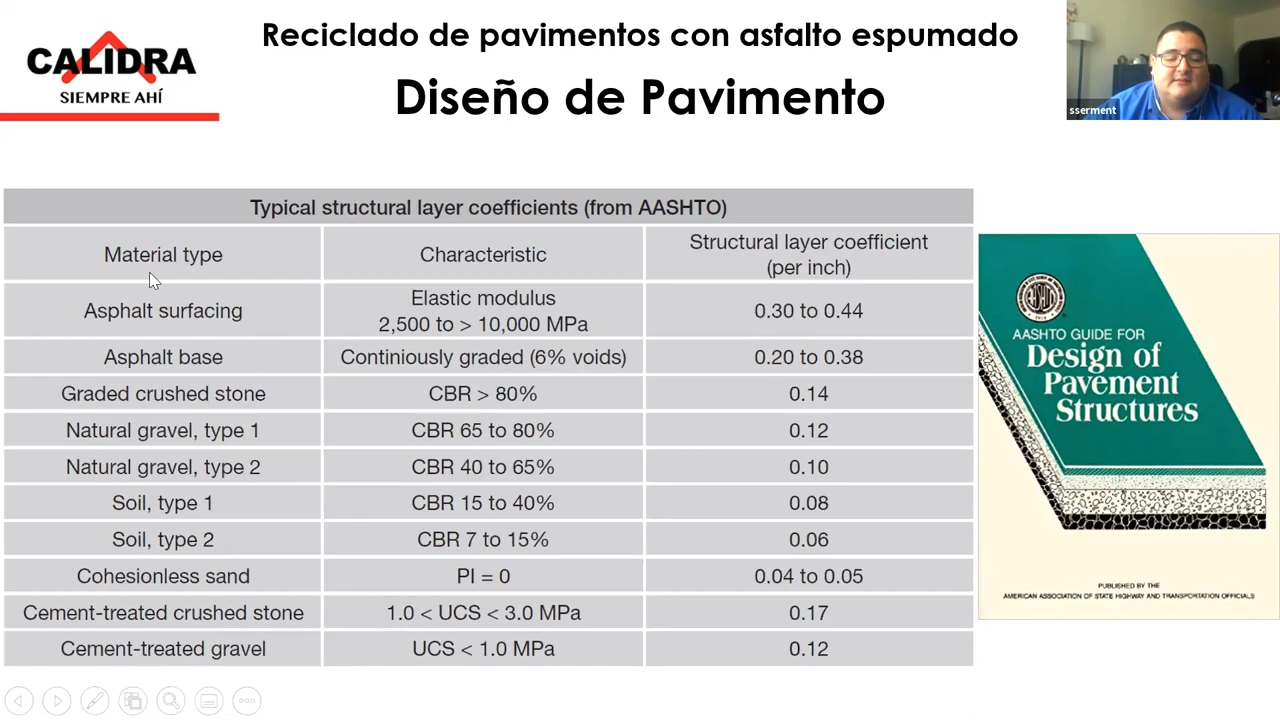 CALIDRA
SIEMPRE AHÍ
Reciclado de pavimentos con asfalto espumado
Diseño de Pavimento
sserment
Typical structural layer coefficients (from AASHTO)
Material type
Characteristic
Structural layer coefficient
(per inch)
Asphalt surfacing
Elastic modulus
2,500 to > 10,000 MPa
0.30 to 0.44
Asphalt base
Continiously graded (6% voids)
0.20 to 0.38
Graded crushed stone
CBR > 80%
0.14
Natural gravel, type 1
CBR 65 to 80%
0.12
Natural gravel, type 2
CBR 40 to 65%
0.10
Soil, type 1
CBR 15 to 40%
0.08
Soil, type 2
CBR 7 to 15%
0.06
Cohesionless sand
PI = 0
0.04 to 0.05
Cement-treated crushed stone
1.0 < UCS < 3.0 MPa
0.17
Cement-treated gravel
UCS < 1.0 MPa
0.12
AASHTO GUIDE FOR
Design of
Pavement
Structures
PUBLISHED BY THE
AMERICAN ASSOCIATION OF STATE HIGHWAY AND TRANSPORTATION OFFICIALS